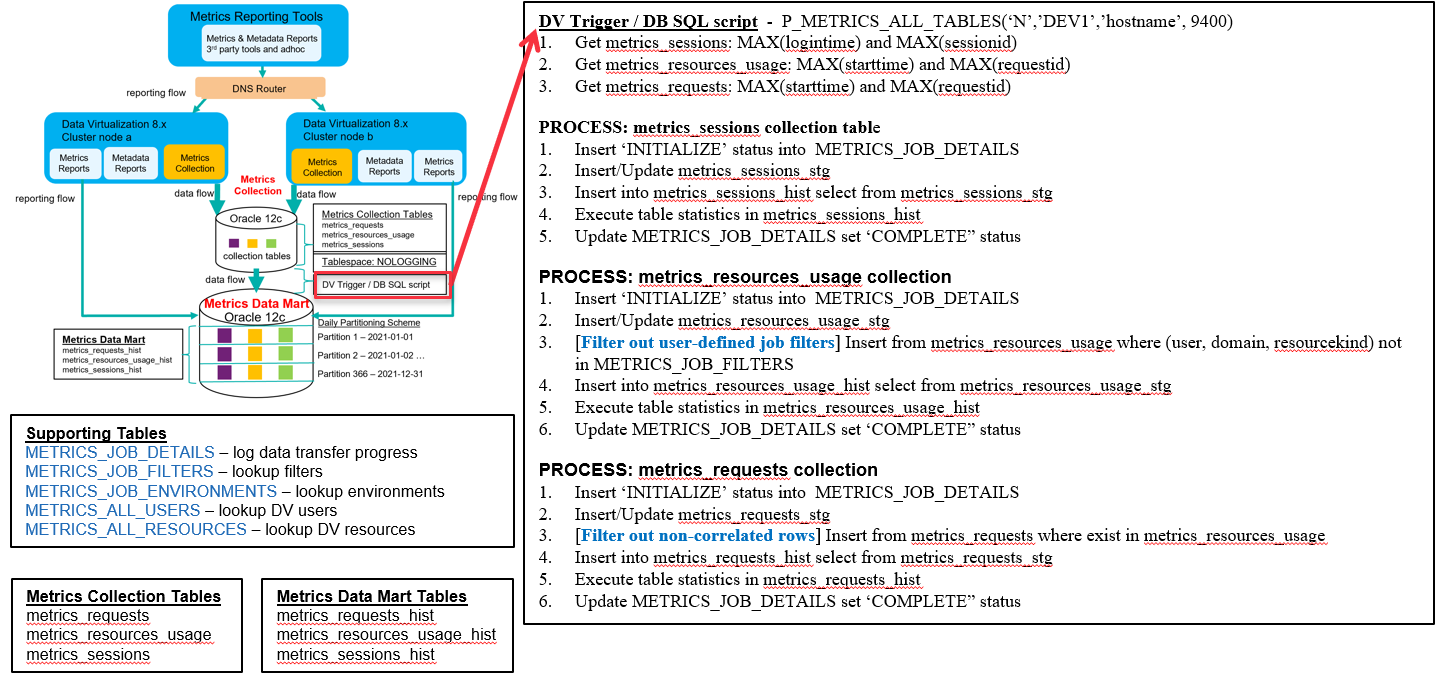 Metrics Reporting Tools
Metrics & Metadata Reports
3rd party tools and adhoc
reporting flow
DNS Router
Data Virtualization 8.x
Cluster node a
Metrics Reports
Metadata Reports
Metrics Collection
Data Virtualization 8.x
Cluster node b
Metrics Collection
Metadata Reports
Metrics Reports
reporting flow
data flow
Metrics Collection
data flow
reporting flow
Oracle 12c
collection tables
Metrics Collection Tables
metrics_requests
metrics_resources_usage
metrics_sessions
Tablespace: NOLOGGING
data flow
DV Trigger / DB SQL script
Metrics Data Mart
Oracle 12c
Daily Partitioning Scheme
Partition 1 – 2021-01-01
Partition 2 – 2021-01-02 ...
Partition 366 – 2021-12-31
Metrics Data Mart
metrics_requests_hist
metrics_resources_usage_hist
metrics_sessions_hist
Supporting Tables
METRICS_JOB_DETAILS – log data transfer progress
METRICS_JOB_FILTERS – lookup filters
METRICS_JOB_ENVIRONMENTS – lookup environments
METRICS_ALL_USERS – lookup DV users
METRICS_ALL_RESOURCES – lookup DV resources
Metrics Collection Tables
metrics_requests
metrics_resources_usage
metrics_sessions
Metrics Data Mart Tables
metrics_requests_hist
metrics_resources_usage_hist
metrics_sessions_hist
DV Trigger / DB SQL script - P_METRICS_ALL_TABLES(‘N’,’DEV1’,’hostname’, 9400)
1. Get metrics_sessions: MAX(logintime) and MAX(sessionid)
2. Get metrics_resources_usage: MAX(starttime) and MAX(requestid)
3. Get metrics_requests: MAX(starttime) and MAX(requestid)
PROCESS: metrics_sessions collection table
1. Insert ‘INITIALIZE’ status into METRICS_JOB_DETAILS
2. Insert/Update metrics_sessions_stg
3. Insert into metrics_sessions_hist select from metrics_sessions_stg
4. Execute table statistics in metrics_sessions_hist
5. Update METRICS_JOB_DETAILS set ‘COMPLETE” status
PROCESS: metrics_resources_usage collection
1. Insert ‘INITIALIZE’ status into METRICS_JOB_DETAILS
2. Insert/Update metrics_resources_usage_stg
3. [Filter out user-defined job filters] Insert from metrics_resources_usage where (user, domain, resourcekind) not
in METRICS_JOB_FILTERS
4. Insert into metrics_resources_usage_hist select from metrics_resources_usage_stg
5. Execute table statistics in metrics_resources_usage_hist
6. Update METRICS_JOB_DETAILS set ‘COMPLETE” status
PROCESS: metrics_requests collection
1. Insert ‘INITIALIZE’ status into METRICS_JOB_DETAILS
2. Insert/Update metrics_requests_stg
3. [Filter out non-correlated rows] Insert from metrics_requests where exist in metrics_resources_usage
4. Insert into metrics_requests_hist select from metrics_requests_stg
5. Execute table statistics in metrics_requests_hist
6. Update METRICS_JOB_DETAILS set ‘COMPLETE” status